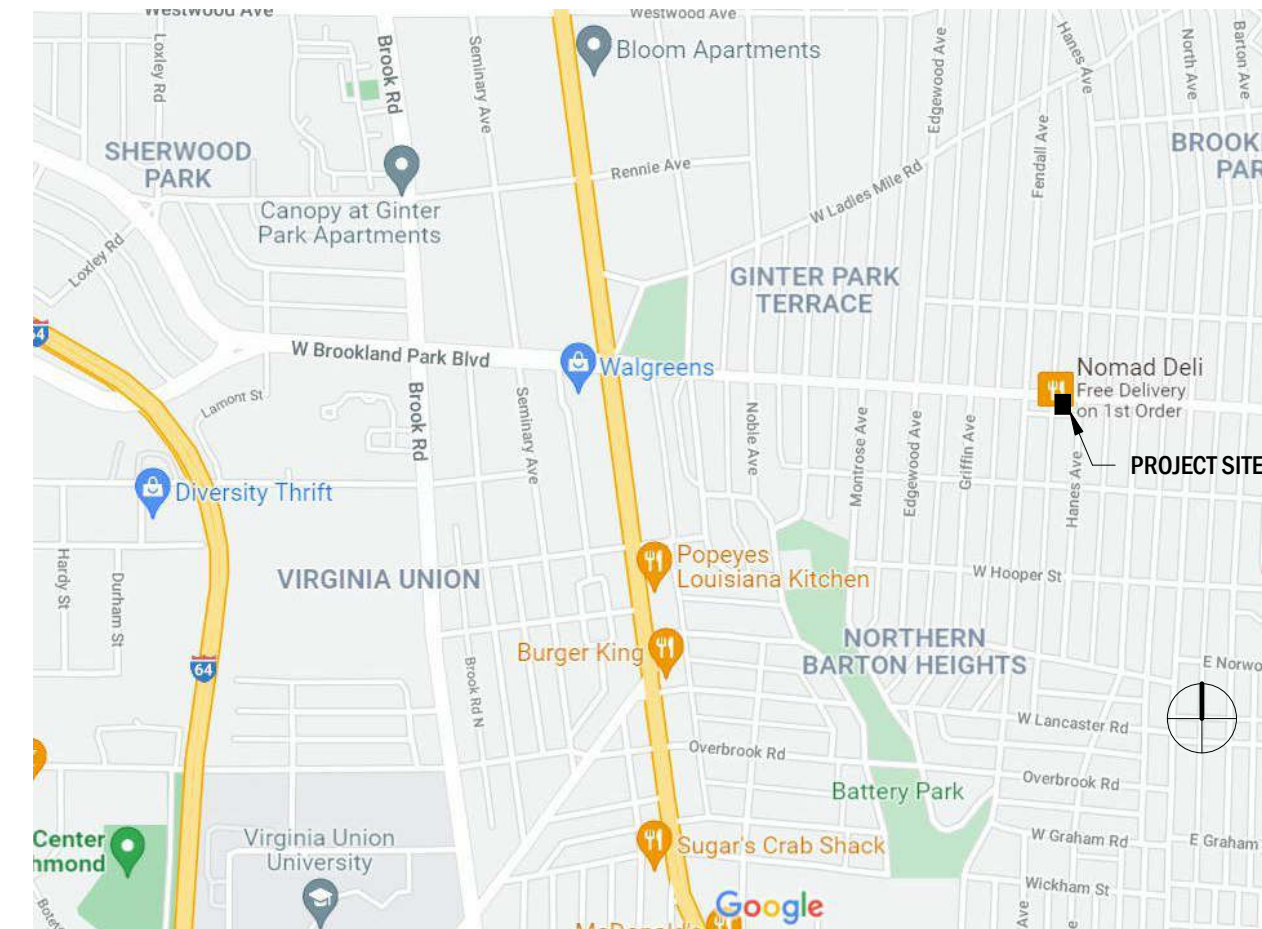 Westwood Ave
Westwood Ave
Loxley Rd
Brook Rd
Seminary Ave
Bloom Apartments
Edgewood Ave
Hanes Ave
North Ave
Barton Ave
SHERWOOD
PARK
Rennie Ave
Fendall Ave
BROOK
PAR
W Ladies Mile Rd
Canopy at Ginter
Park Apartments
Loxley Rd
GINTER PARK
TERRACE
W Brookland Park Blvd
Walgreens
Nomad Deli
Free Delivery
on 1st Order
Lamont St
Brook Rd
Seminary Ave
Noble Ave
Montrose Ave
Edgewood Ave
Griffin Ave
Hanes Ave
PROJECT SITE
Diversity Thrift
Hardy St
Durham St
VIRGINIA UNION
Popeyes
Louisiana Kitchen
W Hooper St
Burger King
NORTHERN
BARTON HEIGHTS
64
Brook Rd N
E Norwo
W Lancaster Rd
Overbrook Rd
Overbrook Rd
Battery Park
Center
hmond
Virginia Union
University
Sugar's Crab Shack
W Graham Rd
E Graham
Wickham St
Google
Ave